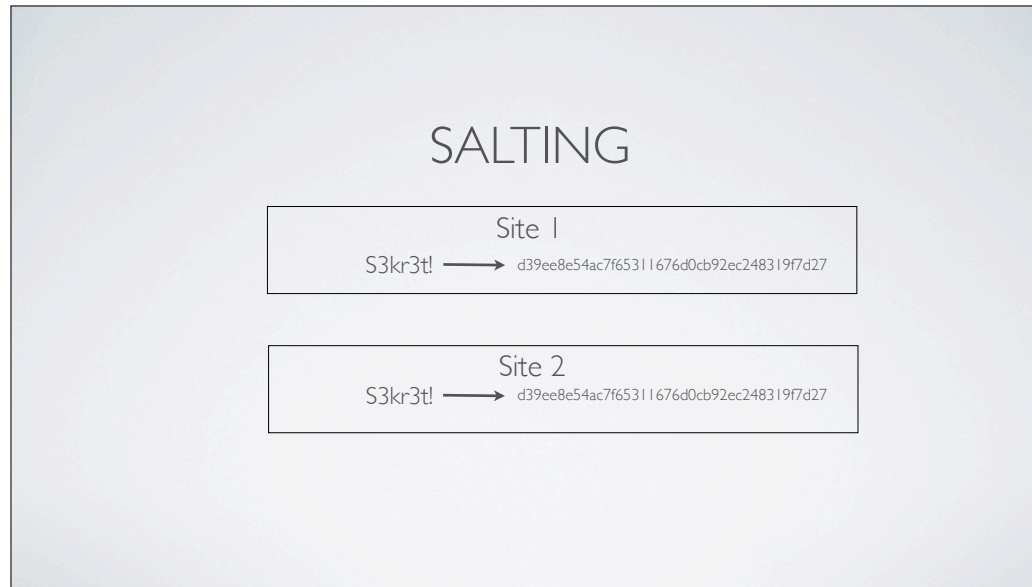 SALTING
Site 1
S3kr3t! d39ee8e54ac7f65311676d0cb92ec248319f7d27
Site 2
S3kr3t! d39ee8e54ac7f65311676d0cb92ec248319f7d27